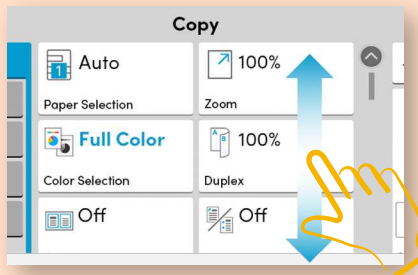 Copy
Auto
100%
Paper Selection
Zoom
Full Color
100%
Color Selection
Duplex
Off
Off